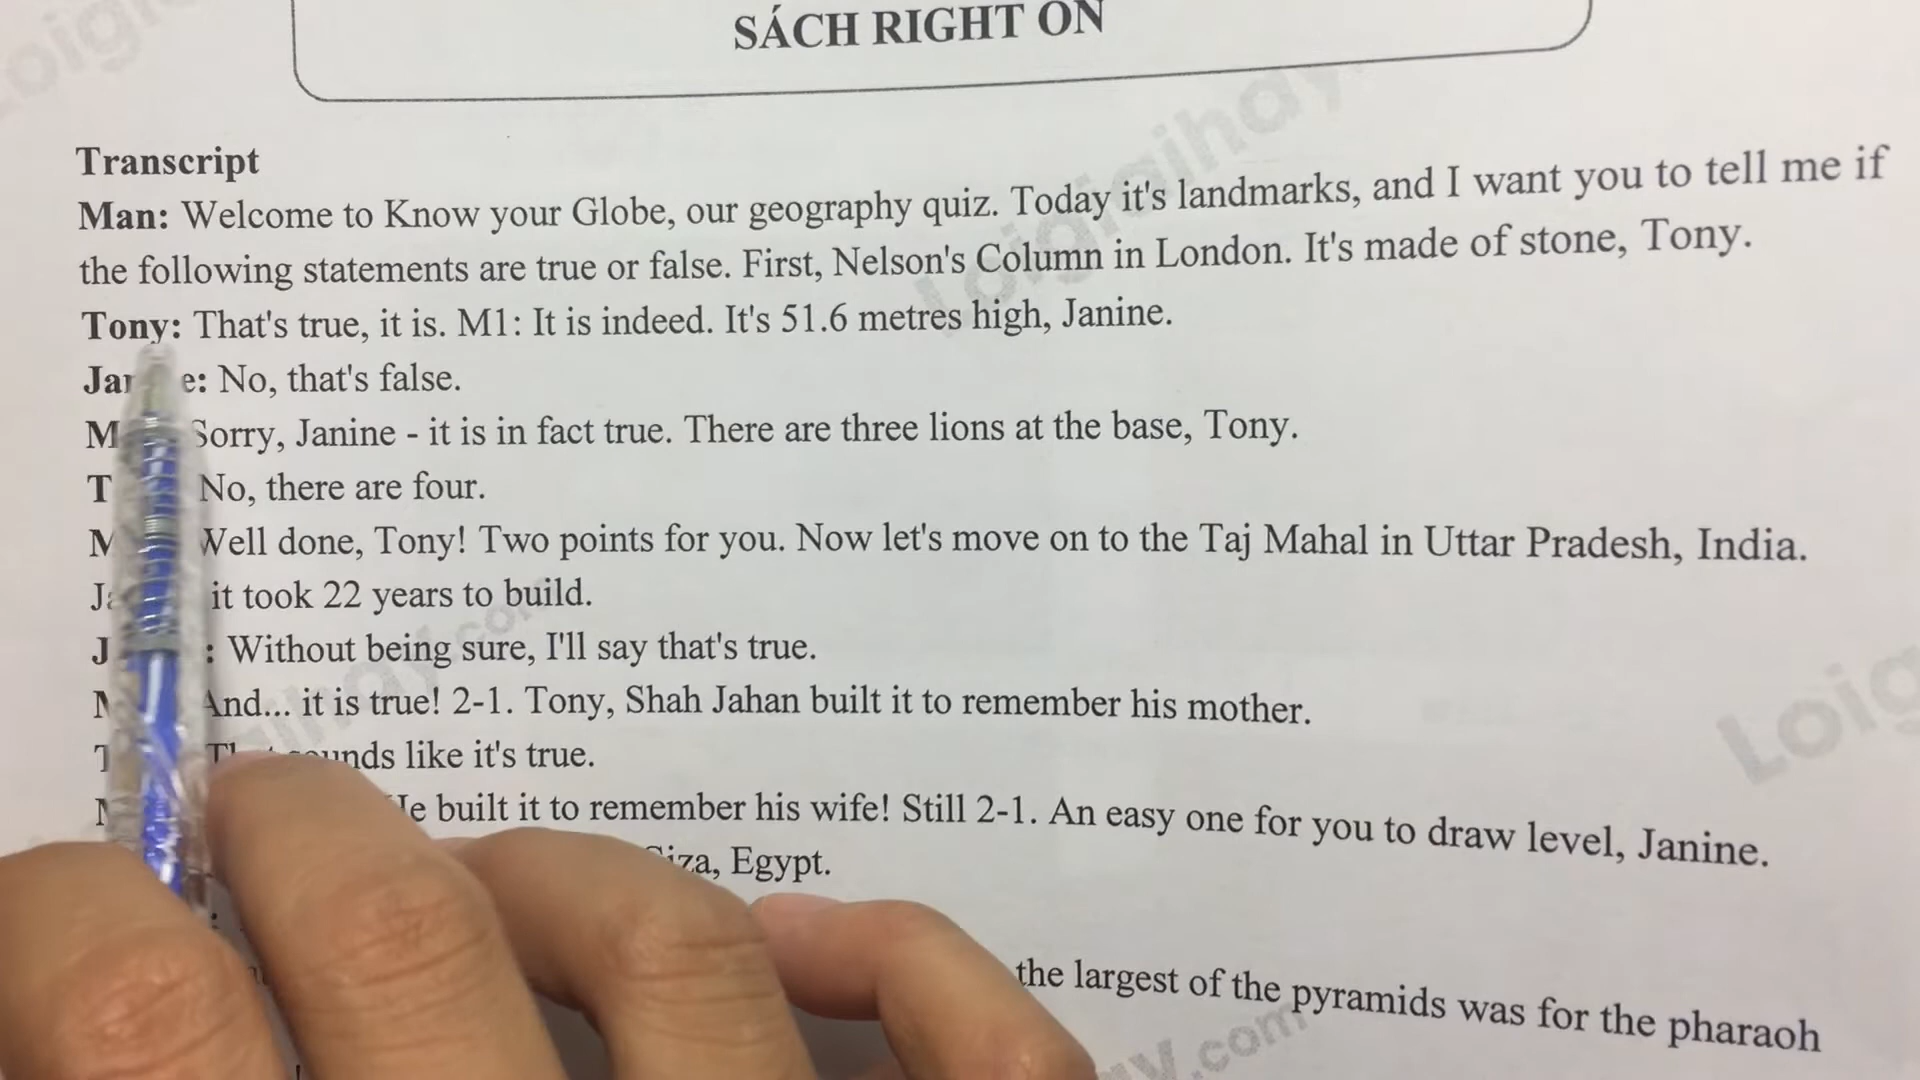 SÁCH RIGHT ON
Transcript
Man: Welcome to Know your Globe, our geography quiz. Today it's landmarks, and I want you to tell me if
the following statements are true or false. First, Nelson's Column in London. It's made of stone, Tony.
Tony: That's true, it is. M1: It is indeed. It's 51.6 metres high, Janine.
No, that's false.
Sorry, Janine - it is in fact true. There are three lions at the base, Tony.
No, there are four.
Well done, Tony! Two points for you. Now let's move on to the Taj Mahal in Uttar Pradesh, India.
it took 22 years to build.
: Without being sure, I'll say that's true.
And... it is true! 2-1. Tony, Shah Jahan built it to remember his mother.
sounds like it's true.
He built it to remember his wife! Still 2-1. An easy one for you to draw level, Janine.
Giza, Egypt.
the largest of the pyramids was for the pharaoh
Loigiaihay.com